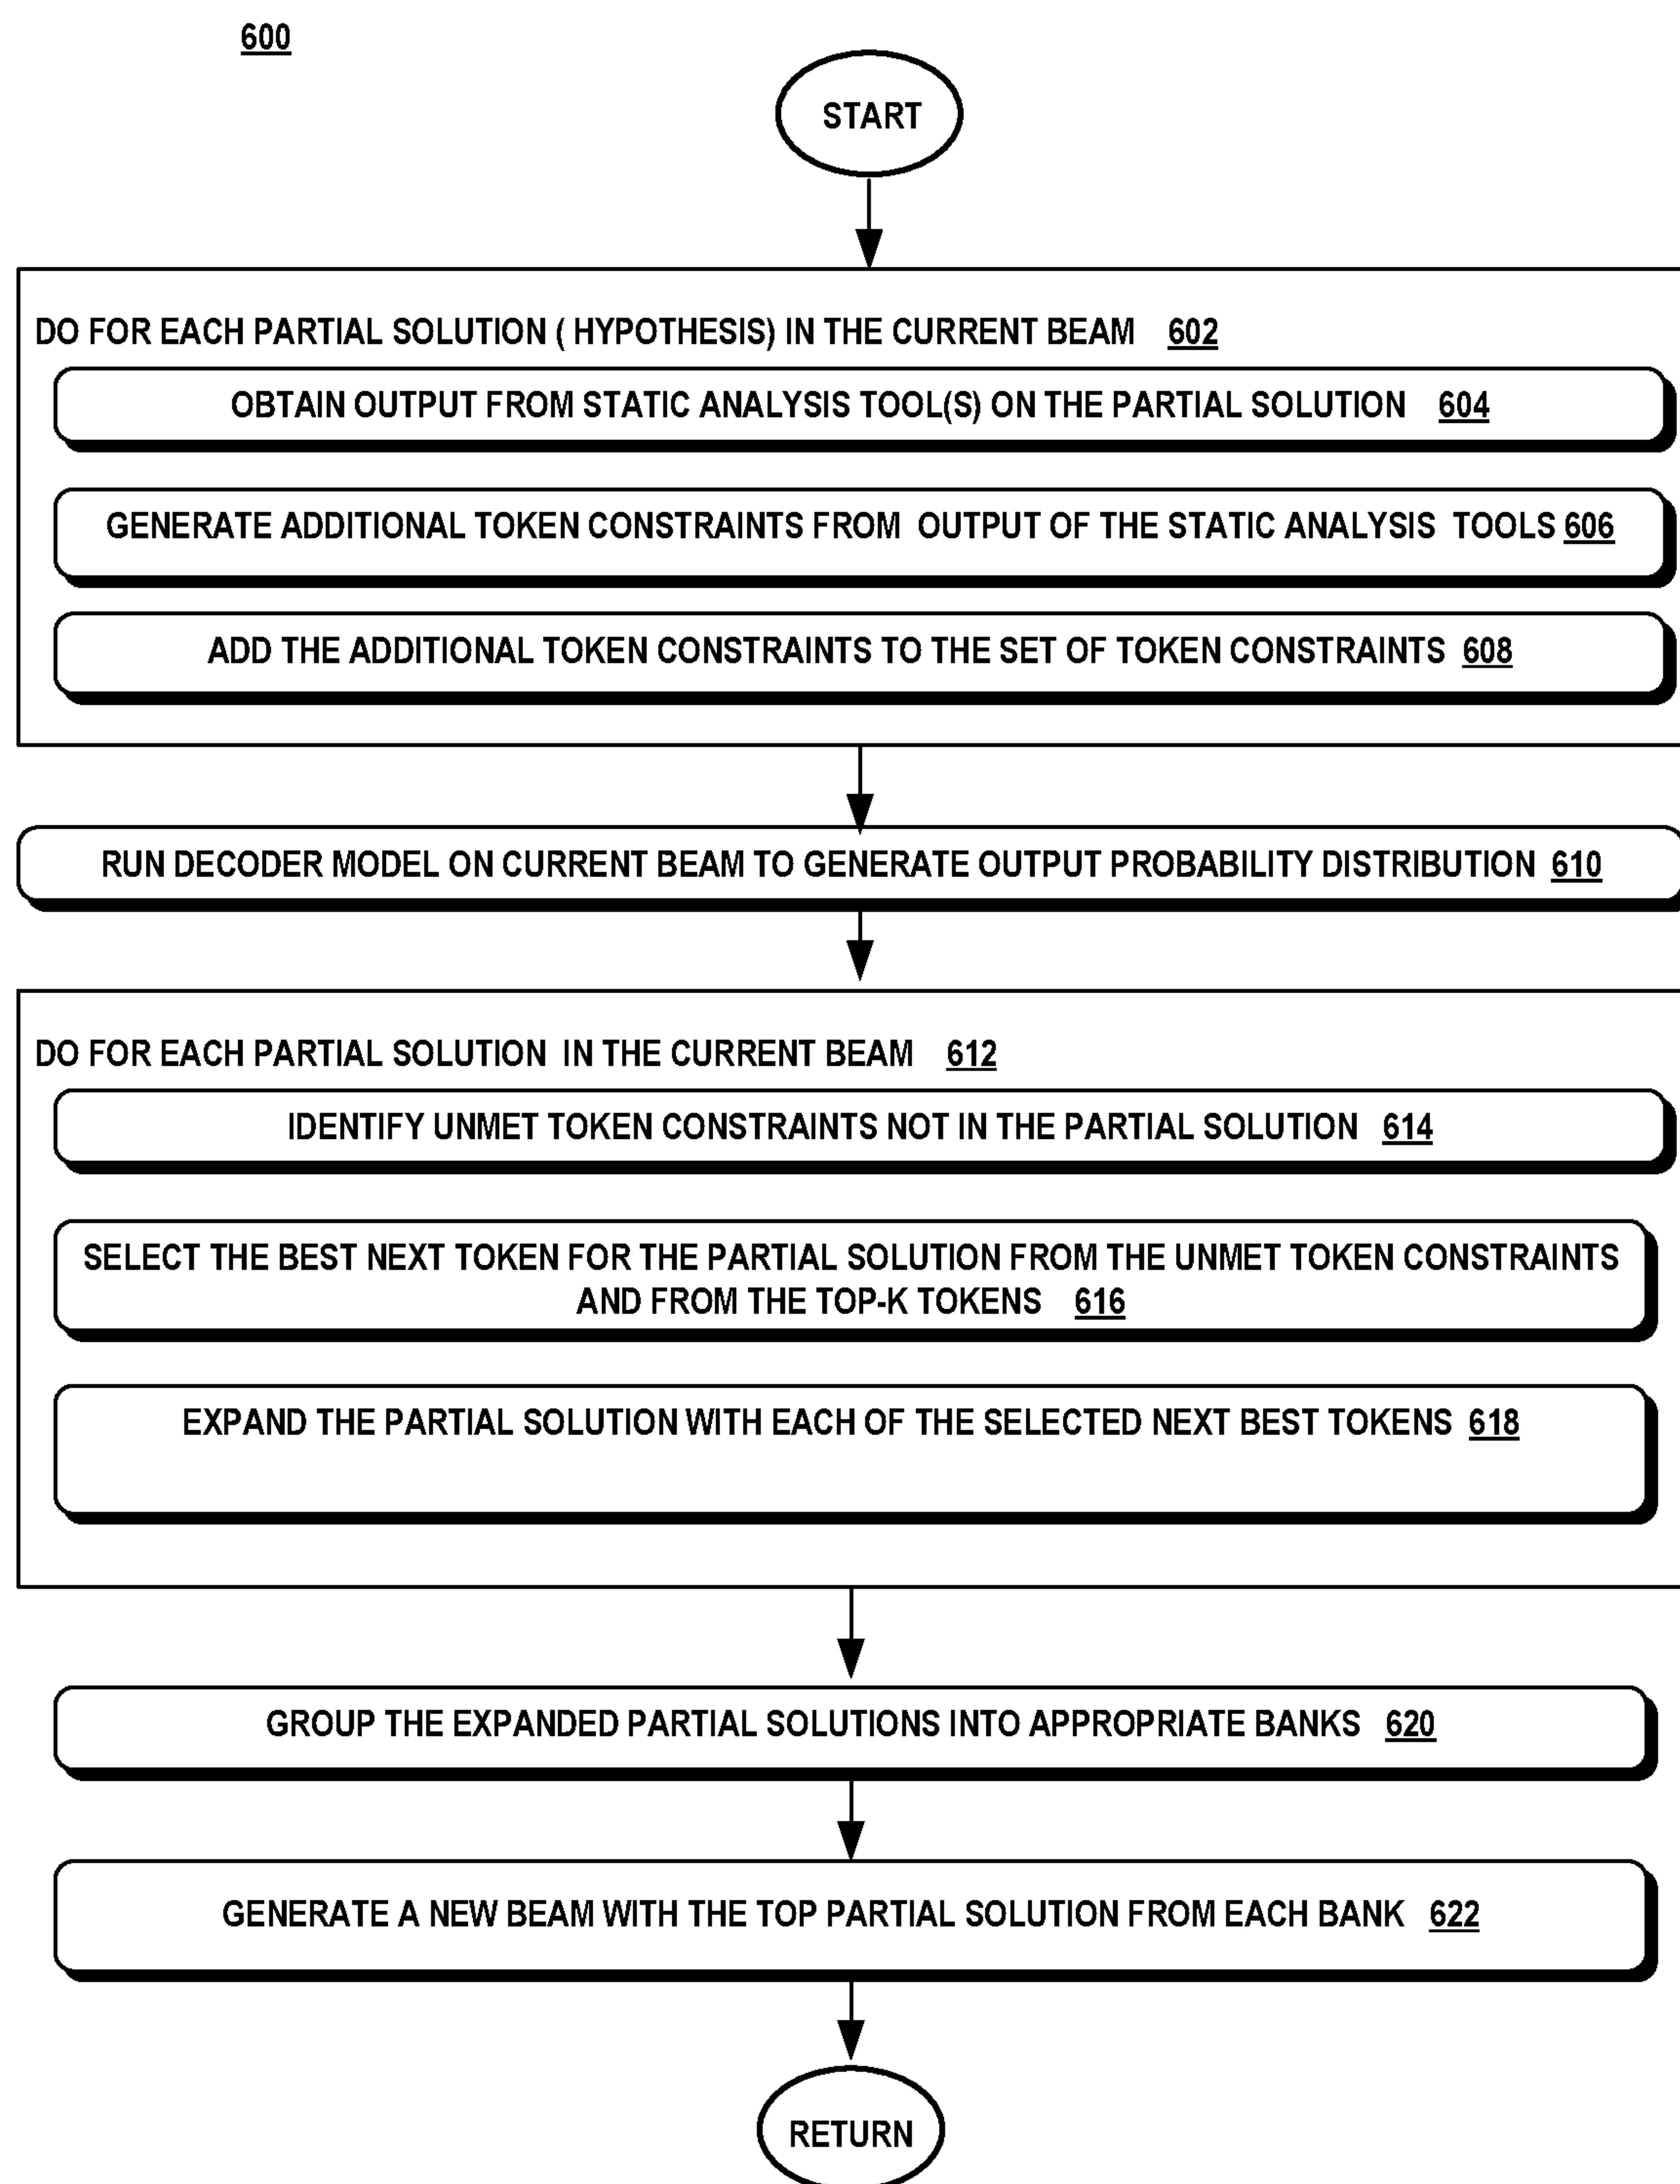 600
START
DO FOR EACH PARTIAL SOLUTION ( HYPOTHESIS) IN THE CURRENT BEAM 602
OBTAIN OUTPUT FROM STATIC ANALYSIS TOOL(S) ON THE PARTIAL SOLUTION 604
GENERATE ADDITIONAL TOKEN CONSTRAINTS FROM OUTPUT OF THE STATIC ANALYSIS TOOLS 606
ADD THE ADDITIONAL TOKEN CONSTRAINTS TO THE SET OF TOKEN CONSTRAINTS 608
RUN DECODER MODEL ON CURRENT BEAM TO GENERATE OUTPUT PROBABILITY DISTRIBUTION 610
DO FOR EACH PARTIAL SOLUTION IN THE CURRENT BEAM 612
IDENTIFY UNMET TOKEN CONSTRAINTS NOT IN THE PARTIAL SOLUTION 614
SELECT THE BEST NEXT TOKEN FOR THE PARTIAL SOLUTION FROM THE UNMET TOKEN CONSTRAINTS
AND FROM THE TOP-K TOKENS 616
EXPAND THE PARTIAL SOLUTION WITH EACH OF THE SELECTED NEXT BEST TOKENS 618
GROUP THE EXPANDED PARTIAL SOLUTIONS INTO APPROPRIATE BANKS 620
GENERATE A NEW BEAM WITH THE TOP PARTIAL SOLUTION FROM EACH BANK 622
RETURN